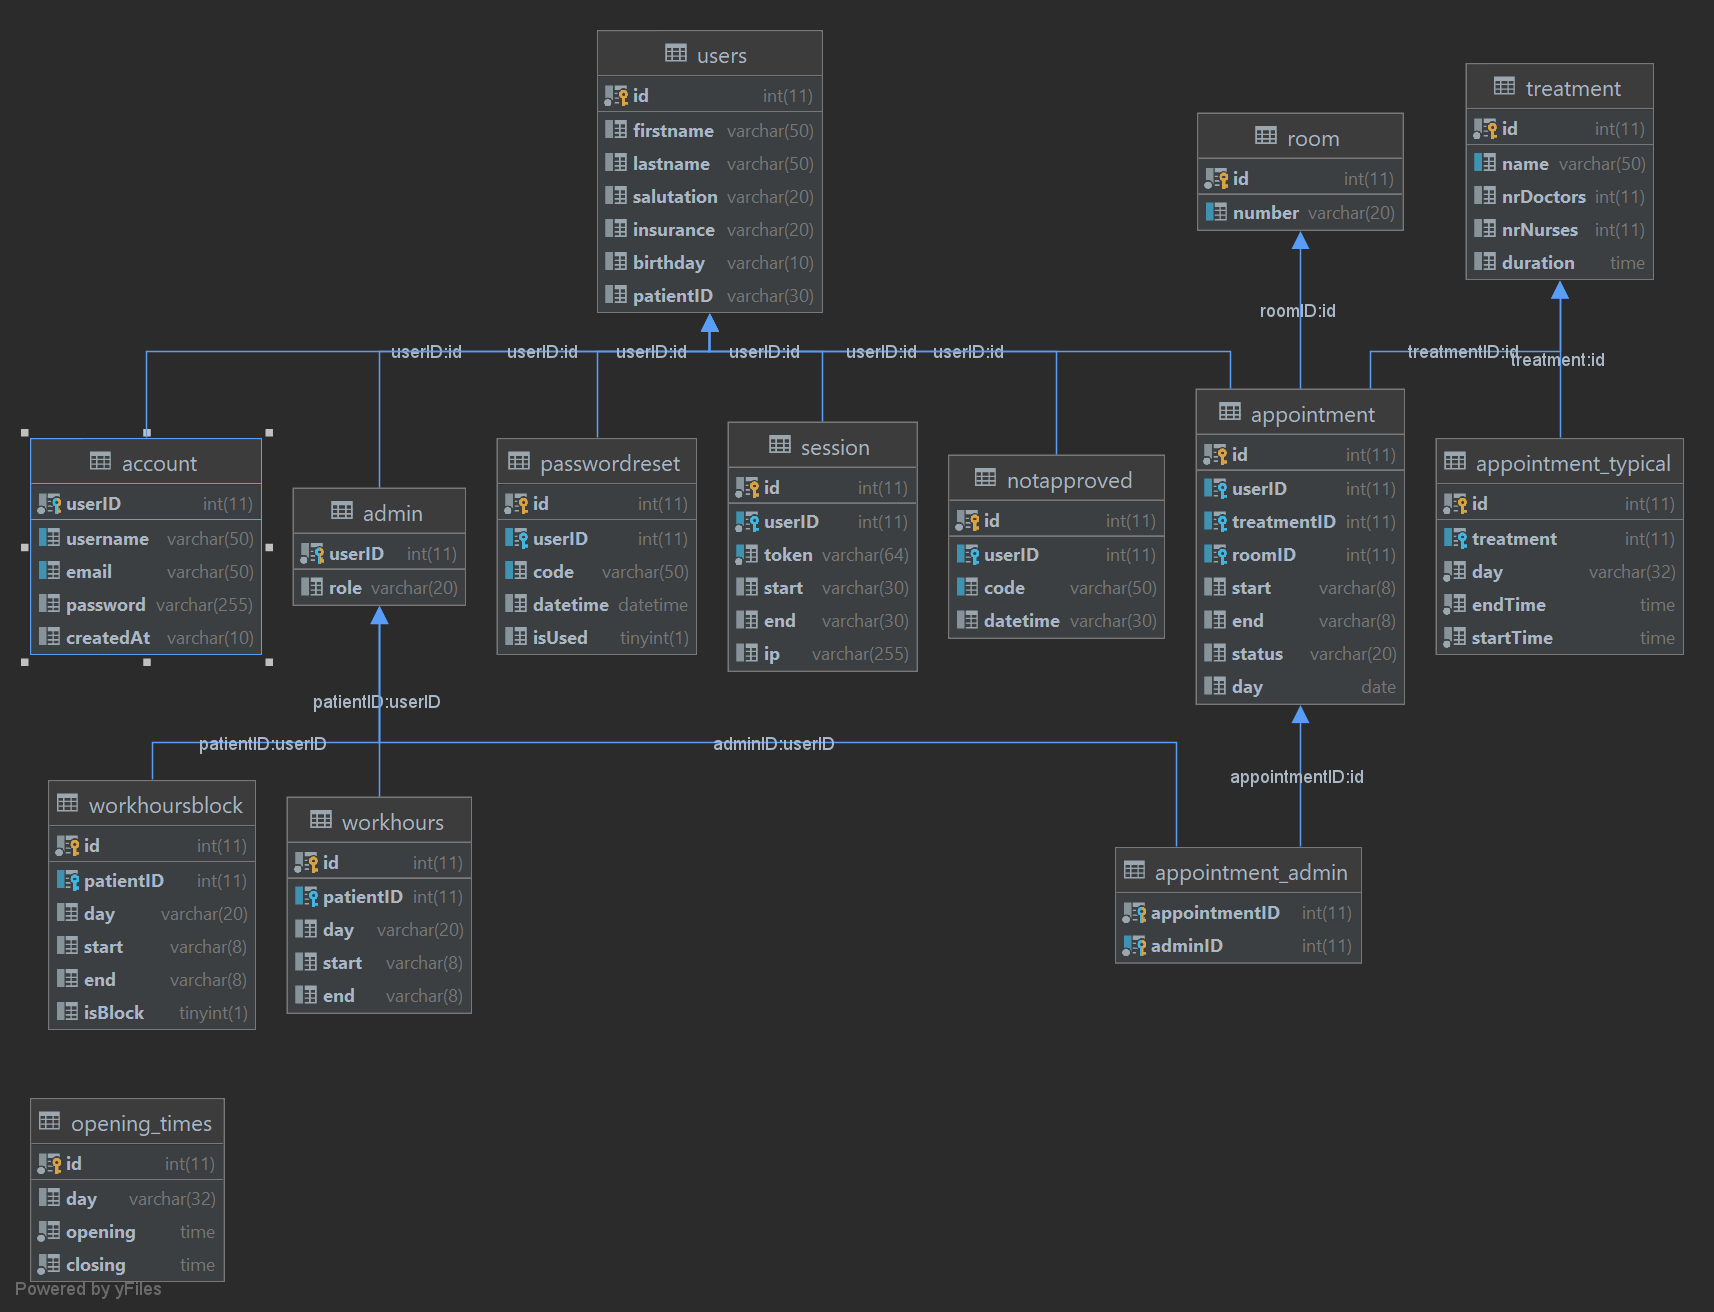 users
id int(11)
firstname varchar(50)
lastname varchar(50)
salutation varchar(20)
insurance varchar(20)
birthday varchar(10)
patientID varchar(30)
treatment
id int(11)
name varchar(50)
nrDoctors int(11)
nrNurses int(11)
duration time
room
id int(11)
number varchar(20)
roomID:id
userID:id userID:id userID:id userID:id userID:id userID:id
treatmentID:id
treatment:id
account
userID int(11)
username varchar(50)
email varchar(50)
password varchar(255)
createdAt varchar(10)
admin
userID int(11)
role varchar(20)
passwordreset
id int(11)
userID int(11)
code varchar(50)
datetime datetime
isUsed tinyint(1)
session
id int(11)
userID int(11)
token varchar(64)
start varchar(30)
end varchar(30)
ip varchar(255)
notapproved
id int(11)
userID int(11)
code varchar(50)
datetime varchar(30)
appointment
id int(11)
userID int(11)
treatmentID int(11)
roomID int(11)
start varchar(8)
end varchar(8)
status varchar(20)
day date
appointment_typical
id int(11)
treatment int(11)
day varchar(32)
endTime time
startTime time
patientID:userID
patientID:userID
adminID:userID
appointmentID:id
workhoursblock
id int(11)
patientID int(11)
day varchar(20)
start varchar(8)
end varchar(8)
isBlock tinyint(1)
workhours
id int(11)
patientID int(11)
day varchar(20)
start varchar(8)
end varchar(8)
appointment_admin
appointmentID int(11)
adminID int(11)
opening_times
id int(11)
day varchar(32)
opening time
closing time
Powered by yFiles